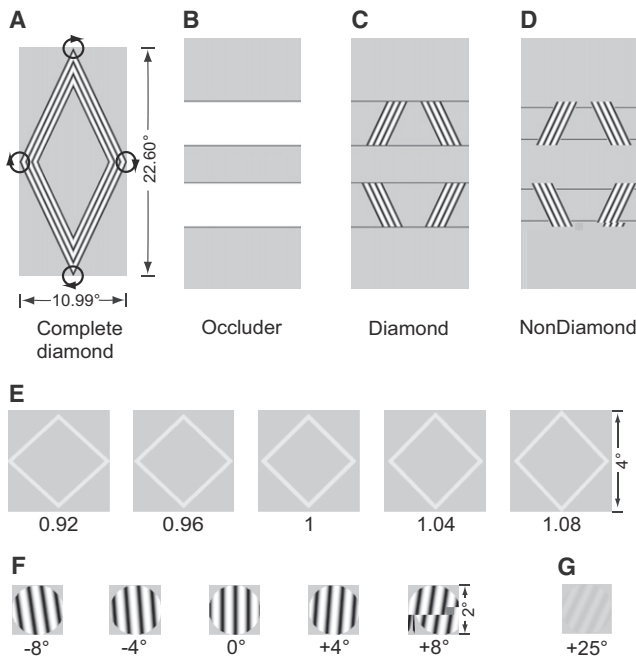 A
B
C
D
22.60°
10.99°
Complete
diamond
Occluder
Diamond
NonDiamond
E
4°
0.92
0.96
1
1.04
1.08
F
G
2°
-8°
-4°
0°
+4°
+8°
+25°